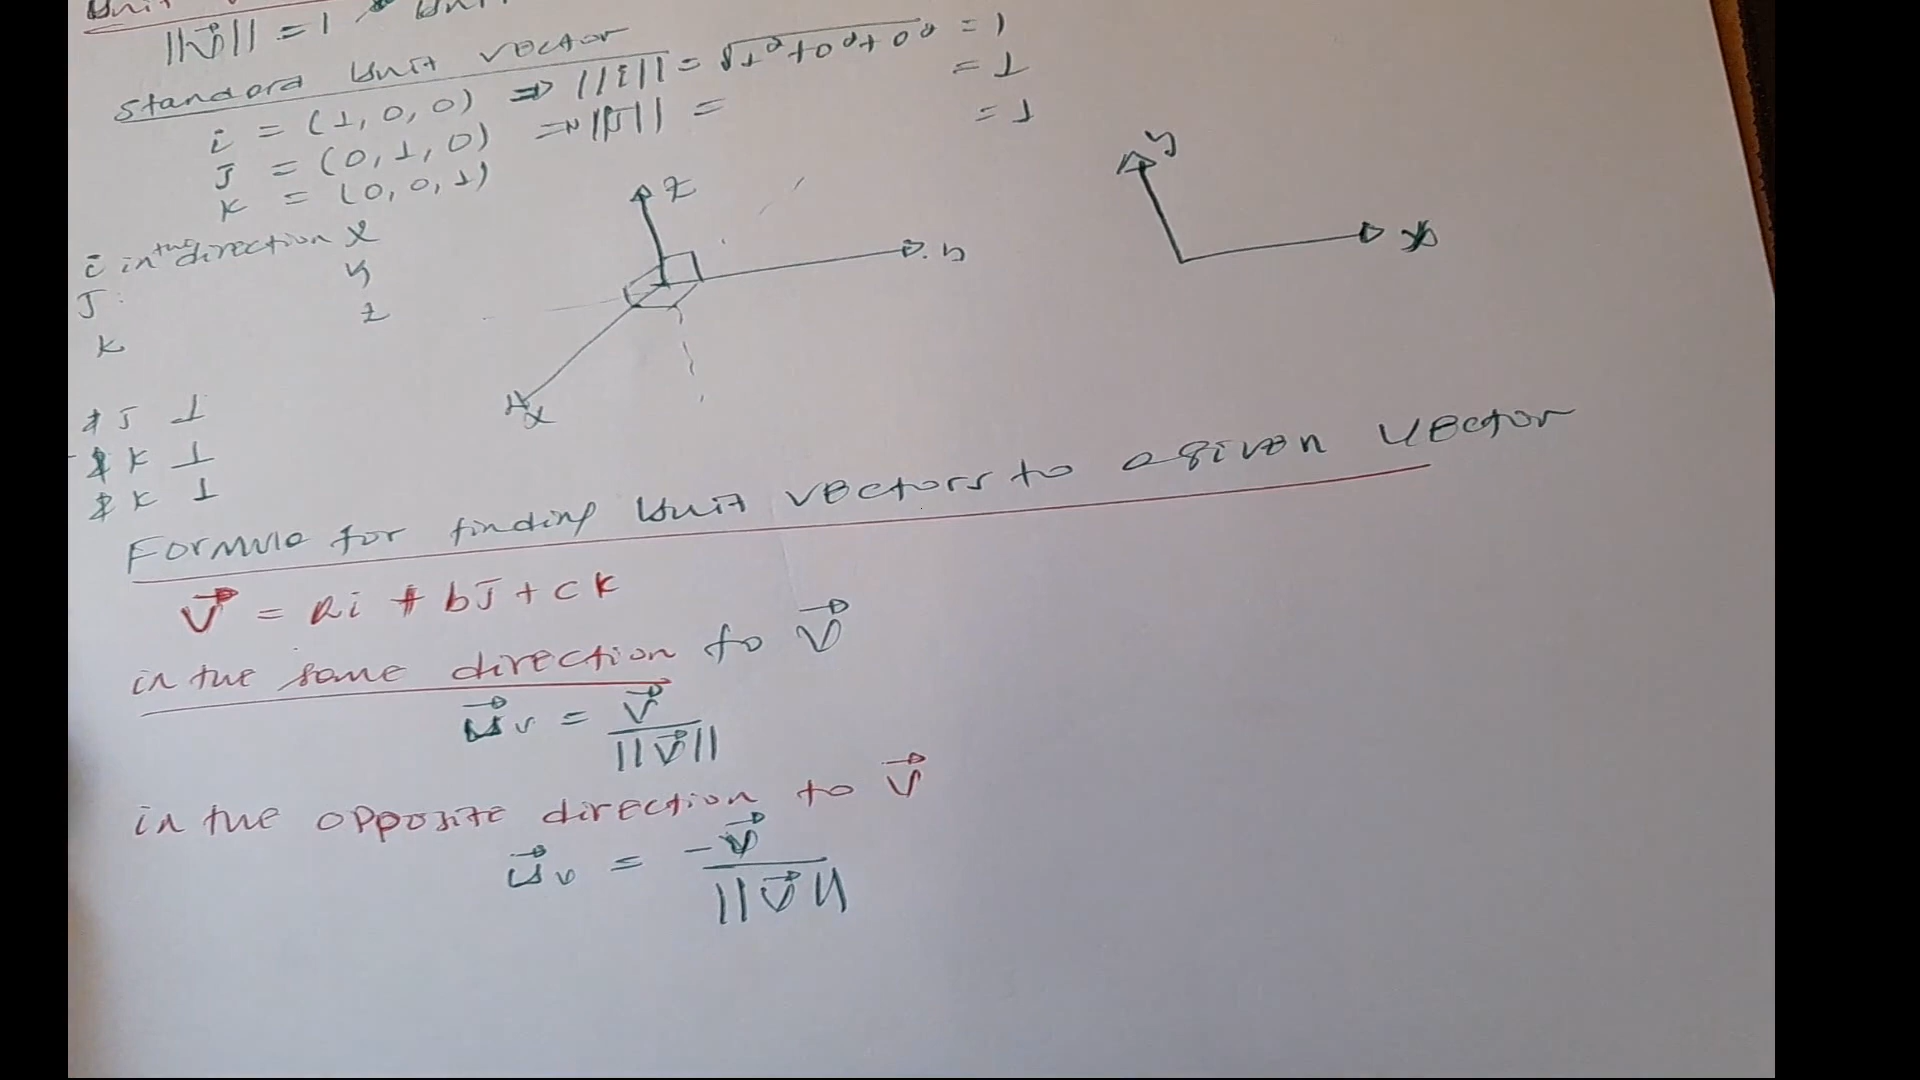 Unit
||v⃗|| = 1
Standard Unit vector
i = (1, 0, 0) ⇒ ||i|| = √1² + 0² + 0² = 1
J = (0, 1, 0) ⇒ ||J|| = = 1
K = (0, 0, 1) = 1
i in the direction x
J y
K z
z
y
x
y
x
J ⊥
K ⊥
K ⊥
Formula for finding Unit vectors to a given vector
V⃗ = ai + bJ + cK
in the same direction to v⃗
u⃗v = v⃗ / ||v⃗||
in the opposite direction to v⃗
u⃗v = -v⃗ / ||v⃗||